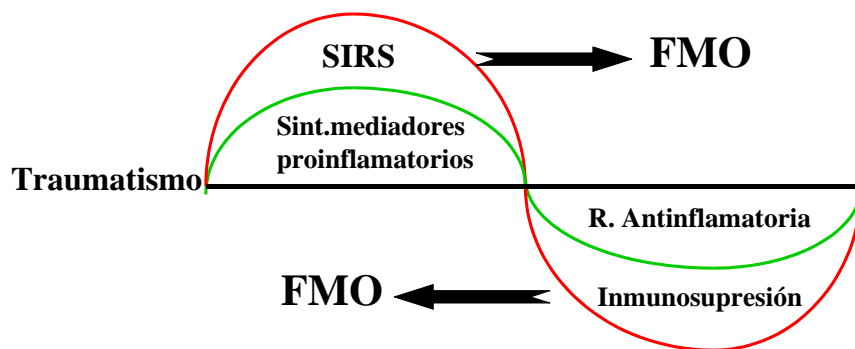 SIRS
FMO
Sint.mediadores
proinflamatorios
Traumatismo
R. Antinflamatoria
FMO
Inmunosupresión